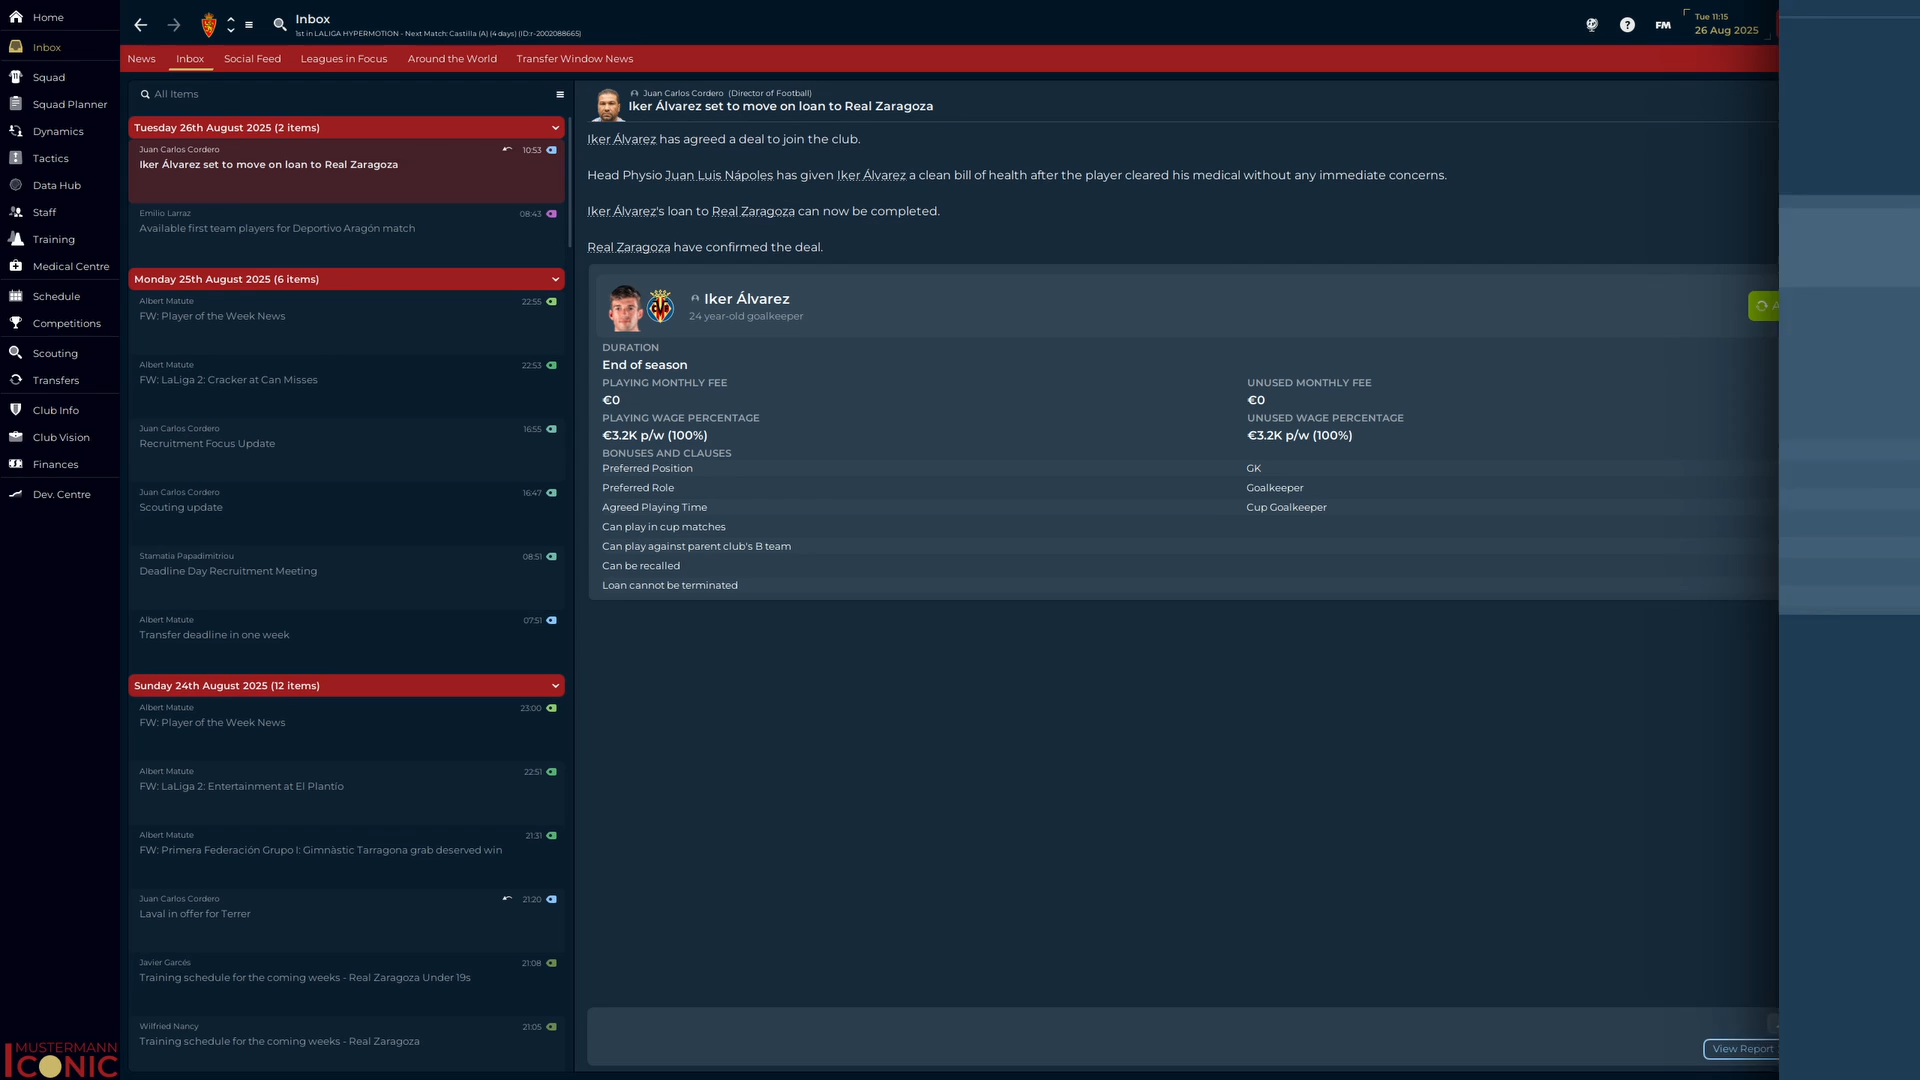 Home
Inbox
Squad
Squad Planner
Dynamics
Tactics
Data Hub
Staff
Training
Medical Centre
Schedule
Competitions
Scouting
Transfers
Club Info
Club Vision
Finances
Dev. Centre
MUSTERMANN
ICONIC
Inbox
1st in LALIGA HYPERMOTION - Next Match: Castilla (A) (4 days) (ID:r-2002088665)
FM
Tue 11:15
26 Aug 2025
News
Inbox
Social Feed
Leagues in Focus
Around the World
Transfer Window News
All Items
Tuesday 26th August 2025 (2 items)
Juan Carlos Cordero
10:53
Iker Álvarez set to move on loan to Real Zaragoza
Emilio Larraz
08:43
Available first team players for Deportivo Aragón match
Monday 25th August 2025 (6 items)
Albert Matute
22:55
FW: Player of the Week News
Albert Matute
22:53
FW: LaLiga 2: Cracker at Can Misses
Juan Carlos Cordero
16:55
Recruitment Focus Update
Juan Carlos Cordero
16:47
Scouting update
Stamatia Papadimitriou
08:51
Deadline Day Recruitment Meeting
Albert Matute
07:51
Transfer deadline in one week
Sunday 24th August 2025 (12 items)
Albert Matute
23:00
FW: Player of the Week News
Albert Matute
22:51
FW: LaLiga 2: Entertainment at El Plantío
Albert Matute
21:31
FW: Primera Federación Grupo I: Gimnàstic Tarragona grab deserved win
Juan Carlos Cordero
21:20
Laval in offer for Terrer
Javier Garcés
21:08
Training schedule for the coming weeks - Real Zaragoza Under 19s
Wilfried Nancy
21:05
Training schedule for the coming weeks - Real Zaragoza
Juan Carlos Cordero (Director of Football)
Iker Álvarez set to move on loan to Real Zaragoza
Iker Álvarez has agreed a deal to join the club.
Head Physio Juan Luis Nápoles has given Iker Álvarez a clean bill of health after the player cleared his medical without any immediate concerns.
Iker Álvarez's loan to Real Zaragoza can now be completed.
Real Zaragoza have confirmed the deal.
Iker Álvarez
24 year-old goalkeeper
DURATION
End of season
PLAYING MONTHLY FEE
UNUSED MONTHLY FEE
€0
€0
PLAYING WAGE PERCENTAGE
UNUSED WAGE PERCENTAGE
€3.2K p/w (100%)
€3.2K p/w (100%)
BONUSES AND CLAUSES
Preferred Position
GK
Preferred Role
Goalkeeper
Agreed Playing Time
Cup Goalkeeper
Can play in cup matches
Can play against parent club's B team
Can be recalled
Loan cannot be terminated
View Report